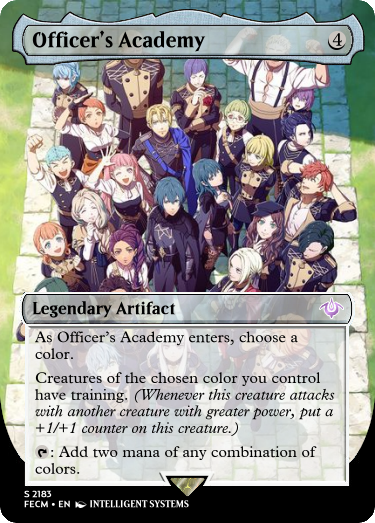 Officer's Academy 4
Legendary Artifact
As Officer's Academy enters, choose a
color.
Creatures of the chosen color you control
have training. (Whenever this creature attacks
with another creature with greater power, put a
+1/+1 counter on this creature.)
: Add two mana of any combination of
colors.
S 2183
FECM • EN INTELLIGENT SYSTEMS